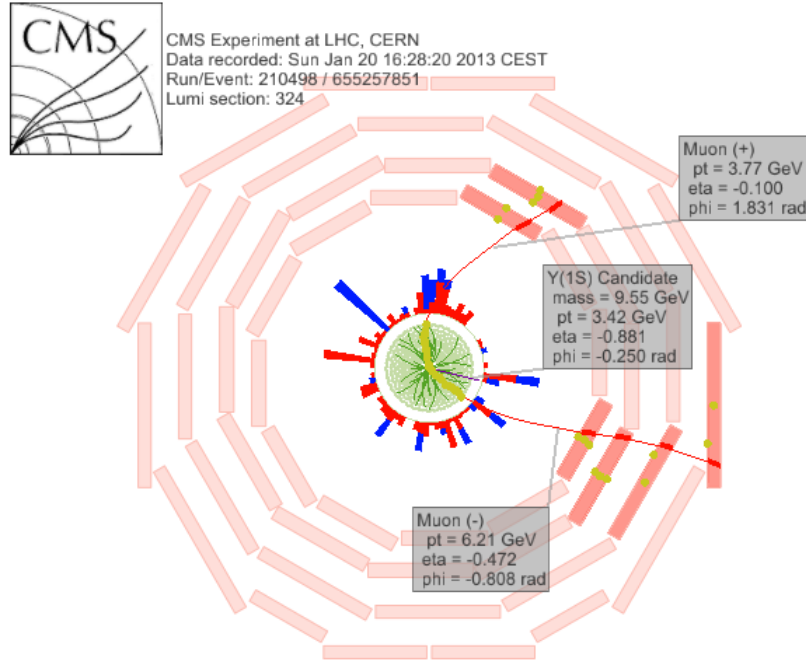 CMS
CMS Experiment at LHC, CERN
Data recorded: Sun Jan 20 16:28:20 2013 CEST
Run/Event: 210498 / 655257851
Lumi section: 324
Muon (+)
pt = 3.77 GeV
eta = -0.100
phi = 1.831 rad
Y(1S) Candidate
mass = 9.55 GeV
pt = 3.42 GeV
eta = -0.881
phi = -0.250 rad
Muon (-)
pt = 6.21 GeV
eta = -0.472
phi = -0.808 rad